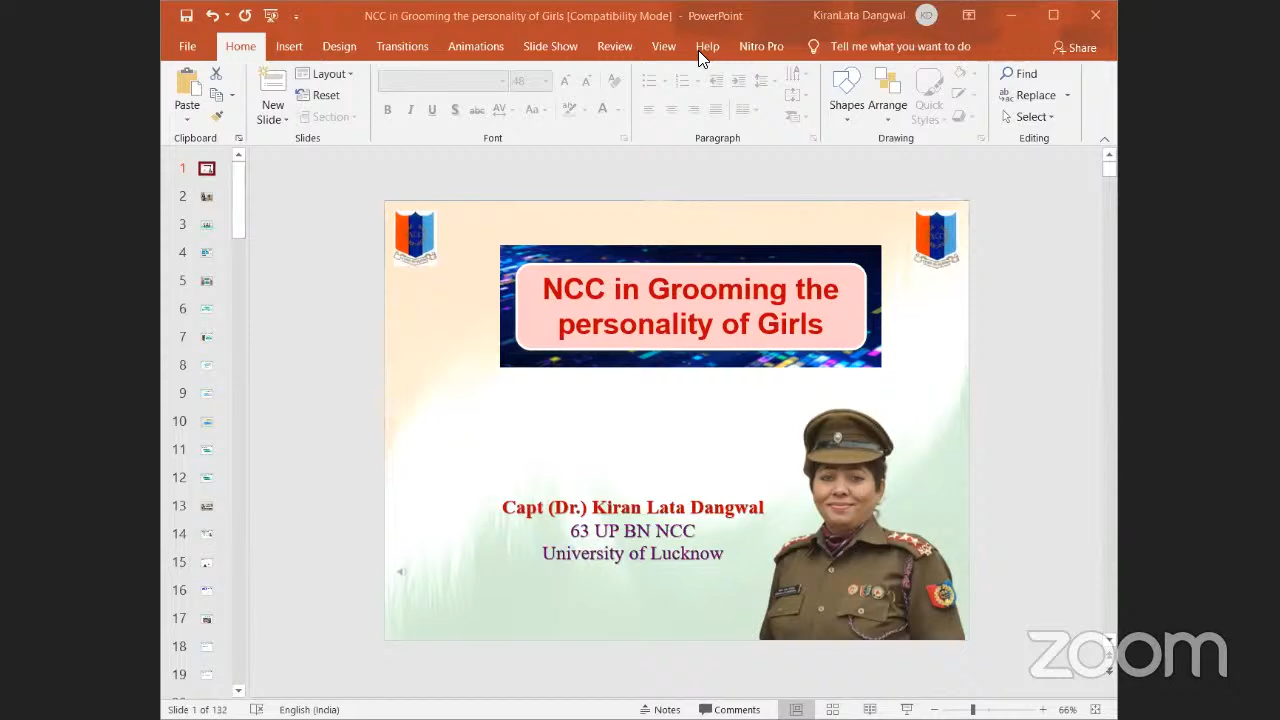 NCC in Grooming the personality of Girls [Compatibility Mode] - PowerPoint
KiranLata Dangwal KD
File Home Insert Design Transitions Animations Slide Show Review View Help Nitro Pro Tell me what you want to do Share
Paste
Clipboard
New
Slide
Layout
Reset
Section
Slides
48
B I U S abc AV Aa A
Font
Paragraph
Shapes Arrange Quick
Styles
Drawing
Find
Replace
Select
Editing
1
2
3
4
5
6
7
8
9
10
11
12
13
14
15
16
17
18
19
NCC in Grooming the
personality of Girls
Capt (Dr.) Kiran Lata Dangwal
63 UP BN NCC
University of Lucknow
zoom
Slide 1 of 132 English (India) Notes Comments 66%